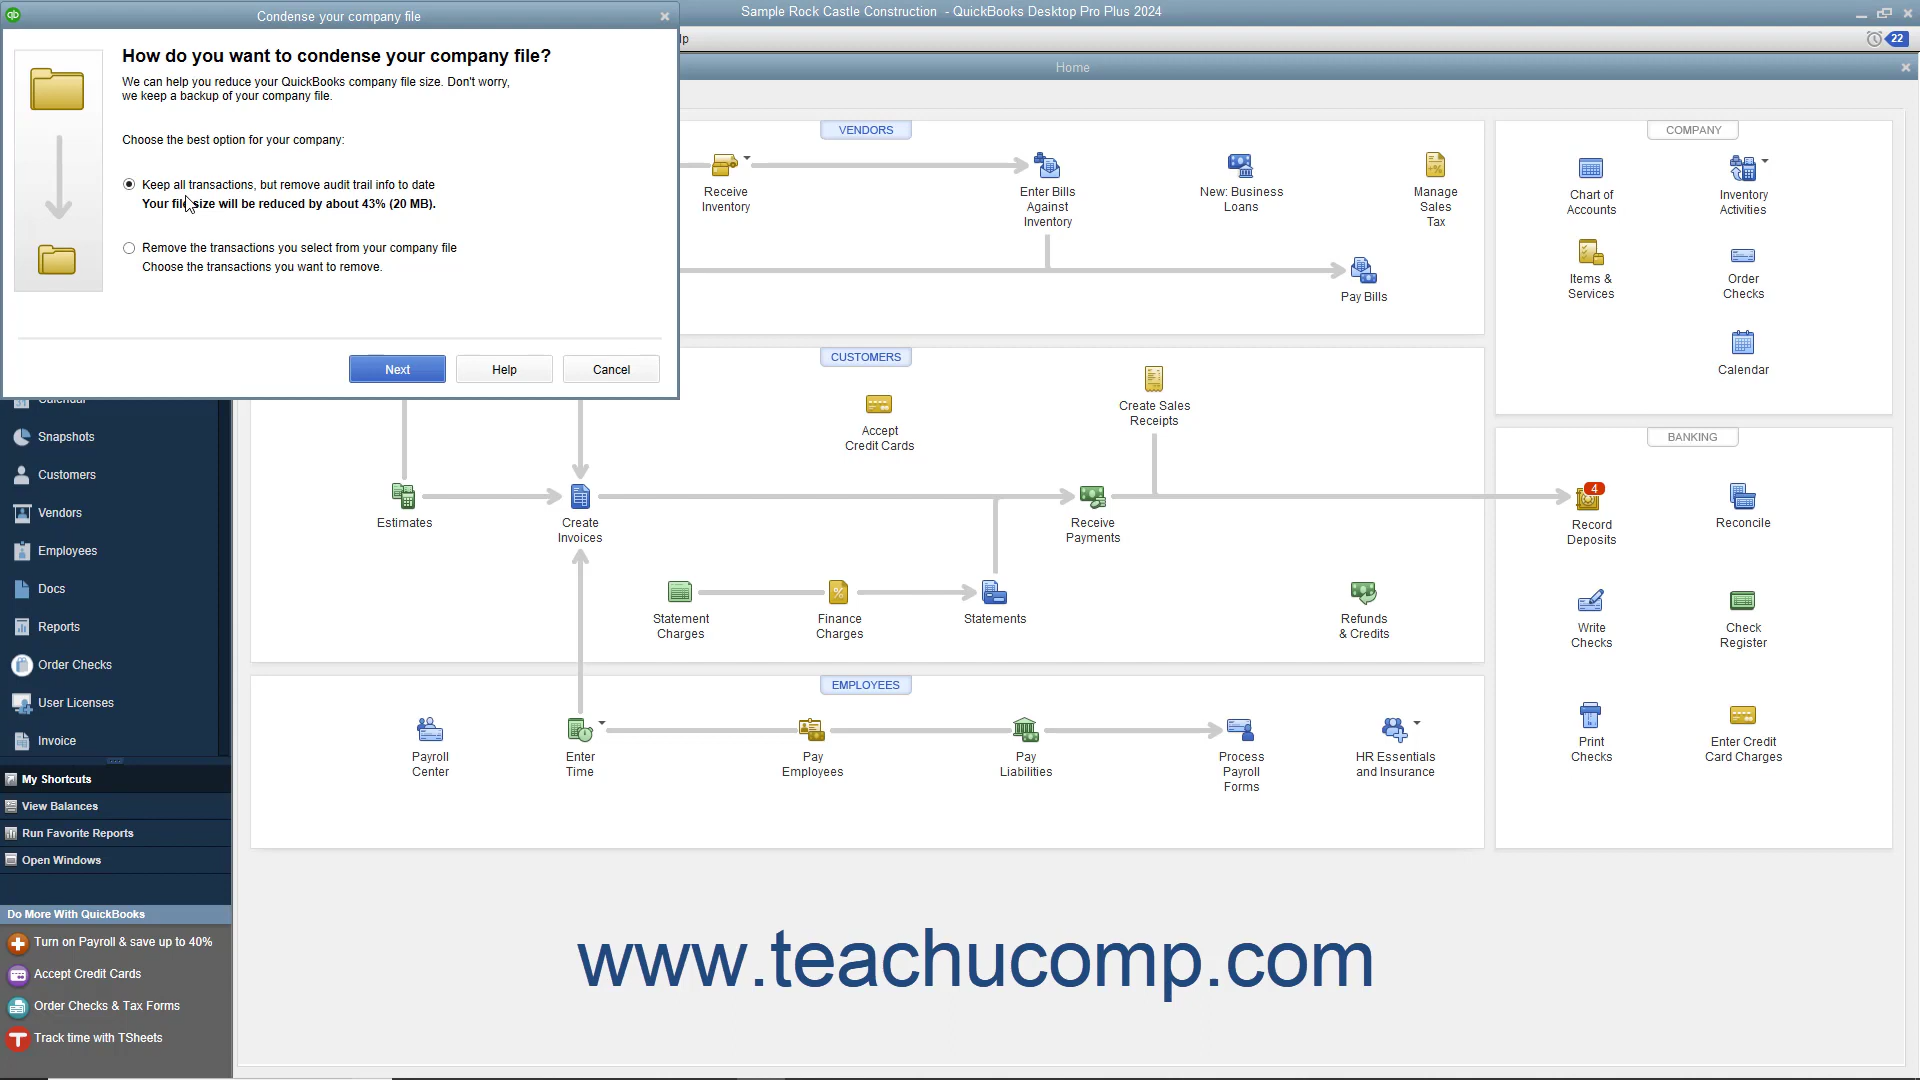 Condense your company file
Sample Rock Castle Construction - QuickBooks Desktop Pro Plus 2024
lp
22
Home
How do you want to condense your company file?
We can help you reduce your QuickBooks company file size. Don't worry,
we keep a backup of your company file.
Choose the best option for your company:
Keep all transactions, but remove audit trail info to date
Your file size will be reduced by about 43% (20 MB).
Remove the transactions you select from your company file
Choose the transactions you want to remove.
Next
Help
Cancel
VENDORS
Receive
Inventory
Enter Bills
Against
Inventory
New: Business
Loans
Manage
Sales
Tax
Pay Bills
COMPANY
Chart of
Accounts
Inventory
Activities
Items &
Services
Order
Checks
Calendar
CUSTOMERS
Accept
Credit Cards
Create Sales
Receipts
Estimates
Create
Invoices
Receive
Payments
Statement
Charges
Finance
Charges
Statements
Refunds
& Credits
BANKING
4
Record
Deposits
Reconcile
Write
Checks
Check
Register
Print
Checks
Enter Credit
Card Charges
EMPLOYEES
Payroll
Center
Enter
Time
Pay
Employees
Pay
Liabilities
Process
Payroll
Forms
HR Essentials
and Insurance
Calendar
Snapshots
Customers
Vendors
Employees
Docs
Reports
Order Checks
User Licenses
Invoice
My Shortcuts
View Balances
Run Favorite Reports
Open Windows
Do More With QuickBooks
Turn on Payroll & save up to 40%
Accept Credit Cards
Order Checks & Tax Forms
Track time with TSheets
www.teachucomp.com